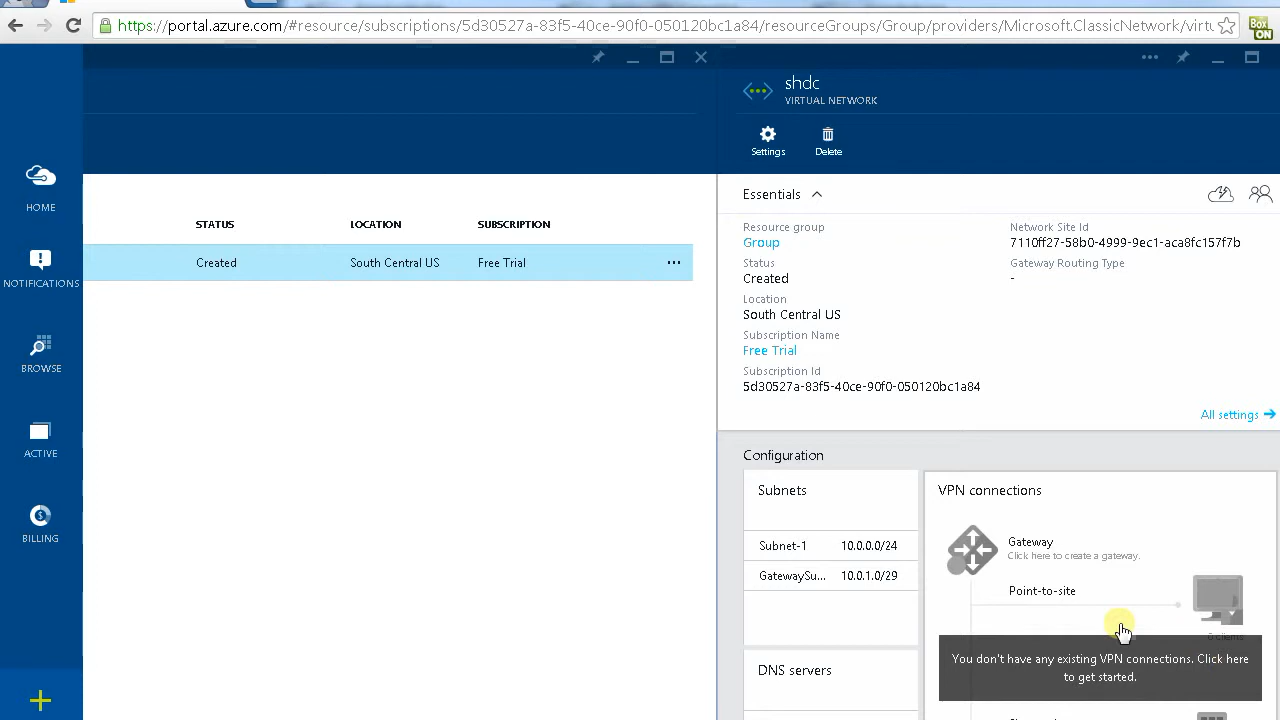 https://portal.azure.com/#resource/subscriptions/5d30527a-83f5-40ce-90f0-050120bc1a84/resourceGroups/Group/providers/Microsoft.ClassicNetwork/virtu
Box
ON
shdc
VIRTUAL NETWORK
Settings
Delete
HOME
NOTIFICATIONS
BROWSE
ACTIVE
BILLING
STATUS
LOCATION
SUBSCRIPTION
Created
South Central US
Free Trial
Essentials
Resource group
Group
Status
Created
Location
South Central US
Subscription Name
Free Trial
Subscription Id
5d30527a-83f5-40ce-90f0-050120bc1a84
Network Site Id
7110ff27-58b0-4999-9ec1-aca8fc157f7b
Gateway Routing Type
-
All settings
Configuration
Subnets
Subnet-1 10.0.0.0/24
GatewaySu... 10.0.1.0/29
DNS servers
VPN connections
Gateway
Click here to create a gateway.
Point-to-site
You don't have any existing VPN connections. Click here
to get started.